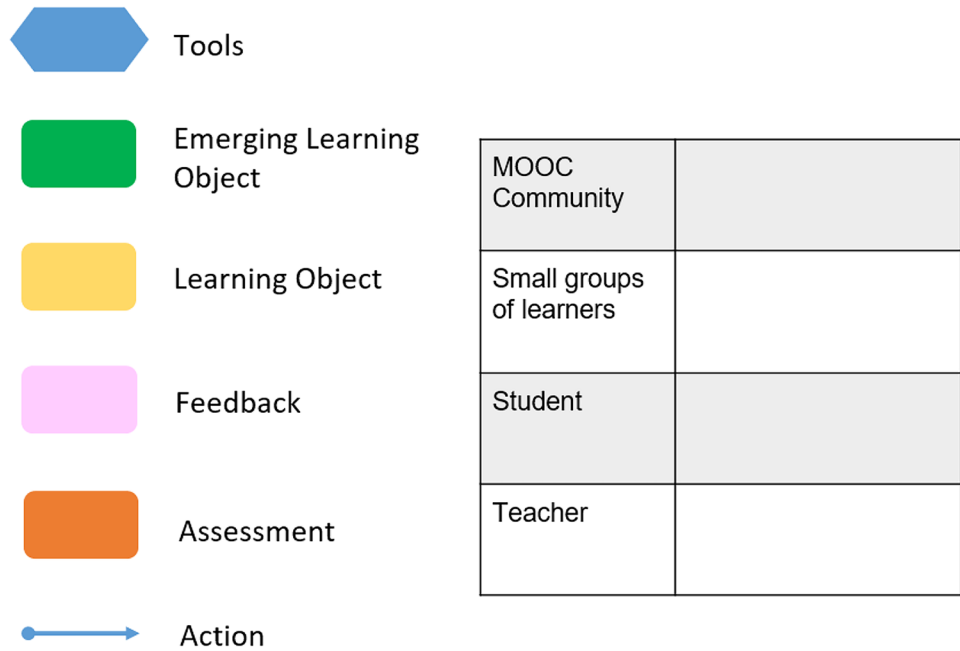 Tools
Emerging Learning
Object
Learning Object
Feedback
Assessment
Action
MOOC
Community
Small groups
of learners
Student
Teacher